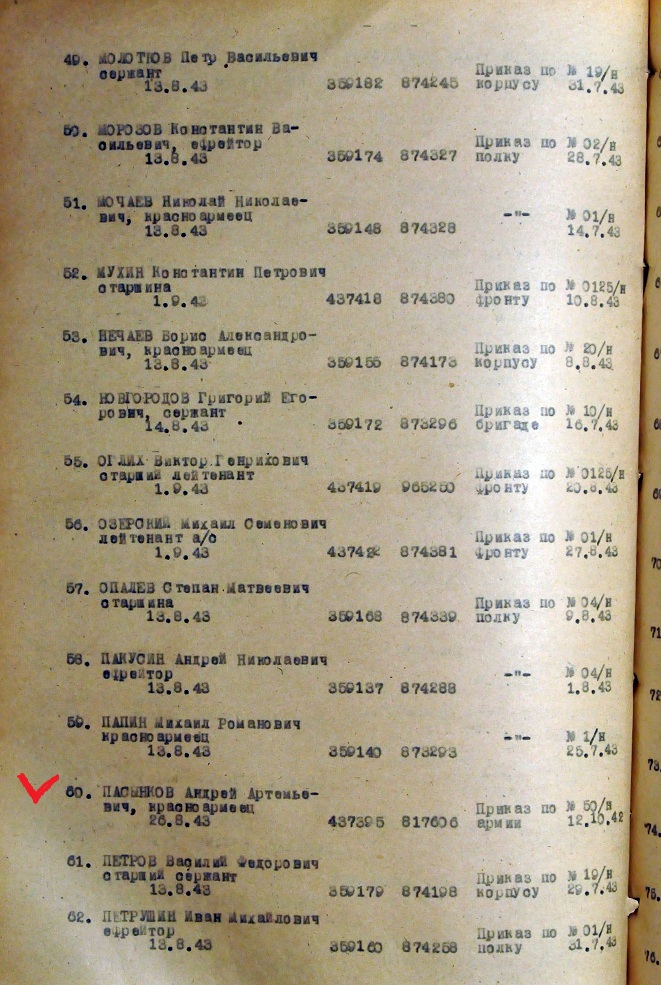 49. МОЛОТКОВ Петр Васильевич
сержант
13.8.43 359182 874245 Приказ по корпусу № 19/н 31.7.43
50. МОРОЗОВ Константин Ва-
сильевич, ефрейтор
13.8.43 359174 874327 Приказ по полку № 02/н 28.7.43
51. МОЧАЕВ Николай Николае-
вич, красноармеец
13.8.43 359148 874328 -"- № 01/н 14.7.43
52. МУХИН Константин Петрович
старшина
1.9.43 437418 874380 Приказ по фронту № 0125/н 10.8.43
53. НЕЧАЕВ Борис Александро-
вич, красноармеец
13.8.43 359155 874173 Приказ по корпусу № 20/н 8.8.43
54. НОВГОРОДОВ Григорий Его-
рович, сержант
14.8.43 359172 873296 Приказ по бригаде № 10/н 16.7.43
55. ОГЛИХ Виктор Генрихович
старший лейтенант
1.9.43 437419 965250 Приказ по фронту № 0125/н 20.8.43
56. ОЗЕРСКИЙ Михаил Семенович
лейтенант а/с
1.9.43 437422 874381 Приказ по фронту № 01/н 27.8.43
57. ОПАЛЕВ Степан Матвеевич
старшина
13.8.43 359168 874339 Приказ по полку № 04/н 9.8.43
58. ПАКУСИН Андрей Николаевич
ефрейтор
13.8.43 359137 874288 -"- № 04/н 1.8.43
59. ПАПИН Михаил Романович
красноармеец
13.8.43 359140 873293 -"- № 1/н 25.7.43
60. ПАСЫНКОВ Андрей Артемье-
вич, красноармеец
26.8.43 437395 817606 Приказ по армии № 50/н 12.10.42
61. ПЕТРОВ Василий Федорович
старший сержант
13.8.43 359179 874198 Приказ по корпусу № 19/н 29.7.43
62. ПЕТРУШИН Иван Михайлович
ефрейтор
13.8.43 359160 874258 Приказ по полку № 01/н 31.7.43
70
71
72
73.
74.
75.
76.